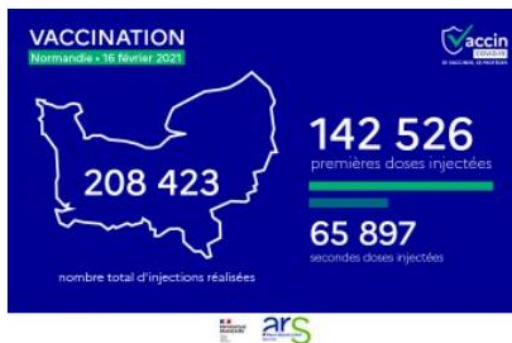 VACCINATION
Normandie • 16 février 2021
Vaccin
COVID-19
208 423
nombre total d'injections réalisées
142 526
premières doses injectées
65 897
secondes doses injectées
ars